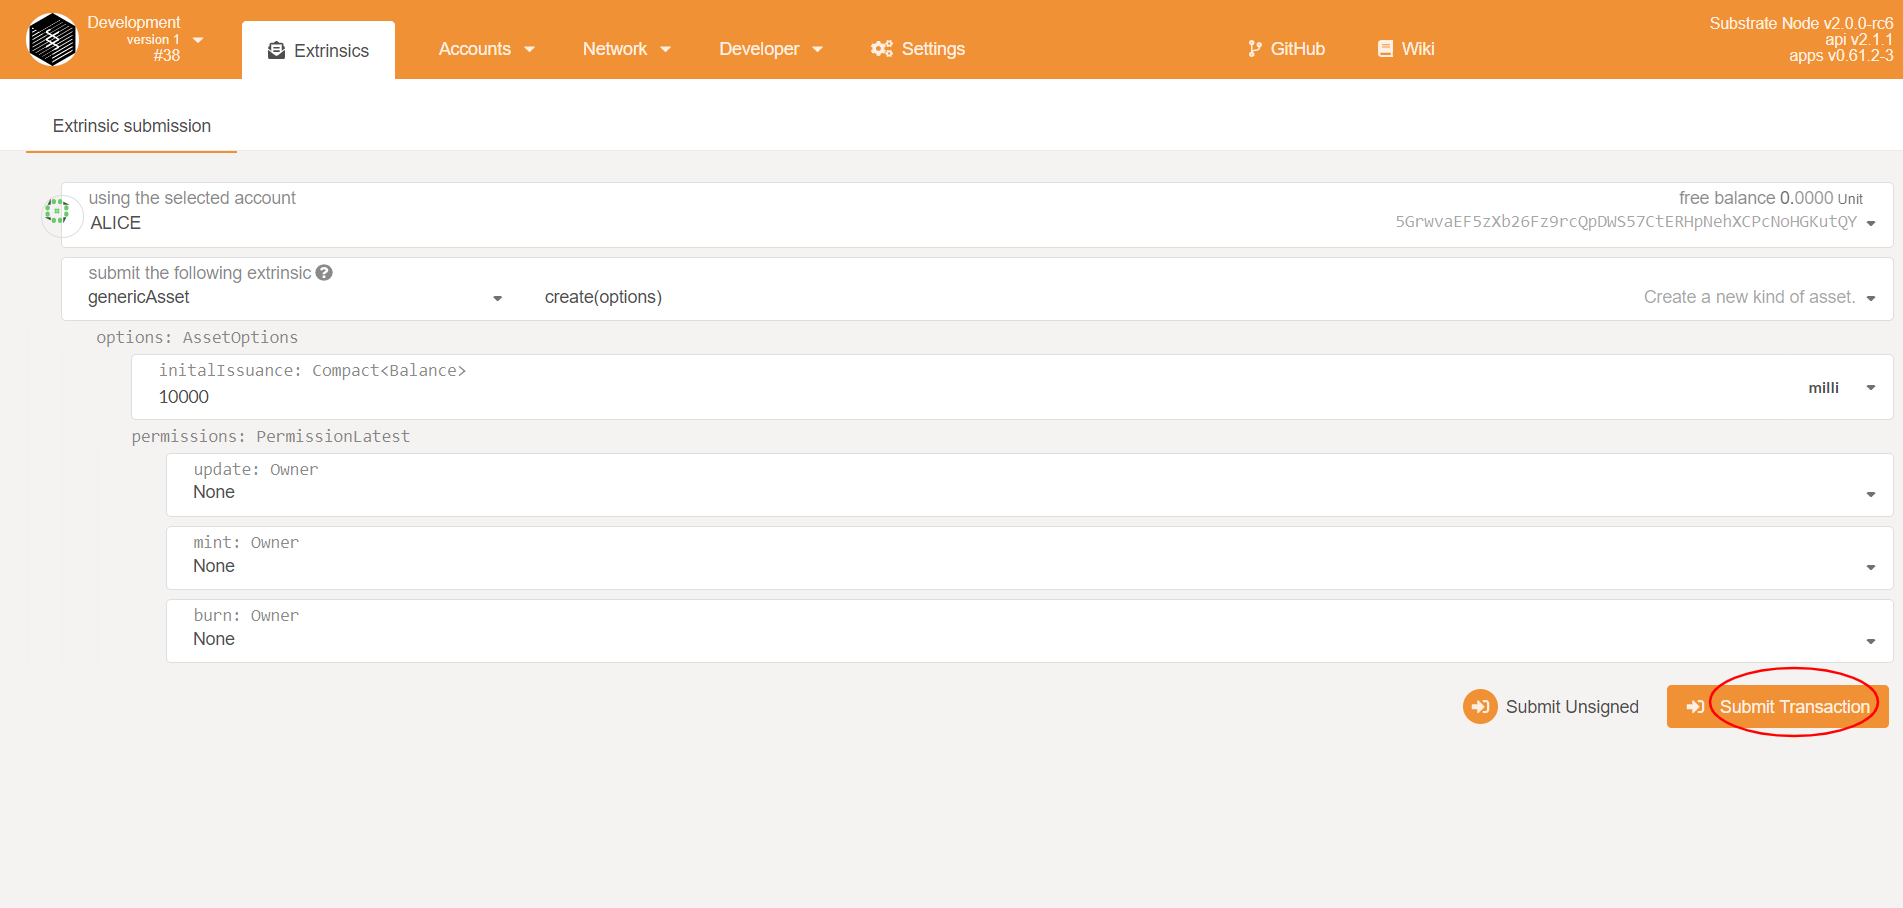 Development
version 1
#38
Extrinsics
Accounts
Network
Developer
Settings
GitHub
Wiki
Substrate Node v2.0.0-rc6
api v2.1.1
apps v0.61.2-3
Extrinsic submission
using the selected account
ALICE
free balance 0.0000 Unit
5GrwvaEF5zXb26Fz9rcQpDWS57CtERHpNehXCPcNoHGKutQY
submit the following extrinsic ?
genericAsset
create(options)
Create a new kind of asset.
options: AssetOptions
initalIssuance: Compact<Balance>
10000
milli
permissions: PermissionLatest
update: Owner
None
mint: Owner
None
burn: Owner
None
Submit Unsigned
Submit Transaction